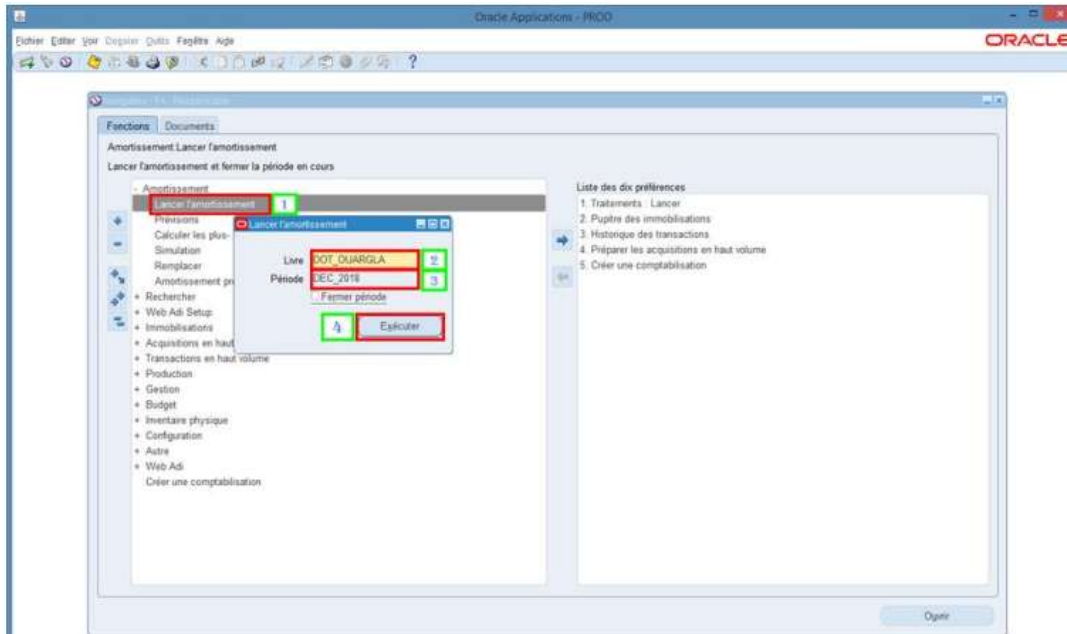 Oracle Applications - PROO
Fichier Editer Voir Dossier Outils Fenêtre Aide
ORACLE
Fonctions Documents
Amortissement:Lancer l'amortissement
Lancer l'amortissement et fermer la période en cours
- Amortissement
Lancer l'amortissement 1
Prévisions
Calculer les plus-
Simulation
Remplacer
Amortissement pr
+ Rechercher
+ Web Adi Setup
+ Immobilisations
+ Acquisitions en haut
+ Transactions en haut volume
+ Production
+ Gestion
+ Budget
+ Inventaire physique
+ Configuration
+ Autre
+ Web Adi
Créer une comptabilisation
Lancer l'amortissement
Livre DOT_OUARGLA 2
Période DEC_2018 3
Fermer période
4 Exécuter
Liste des dix préférences
1. Traitements : Lancer
2. Pupitre des immobilisations
3. Historique des transactions
4. Préparer les acquisitions en haut volume
5. Créer une comptabilisation
Ouvrir